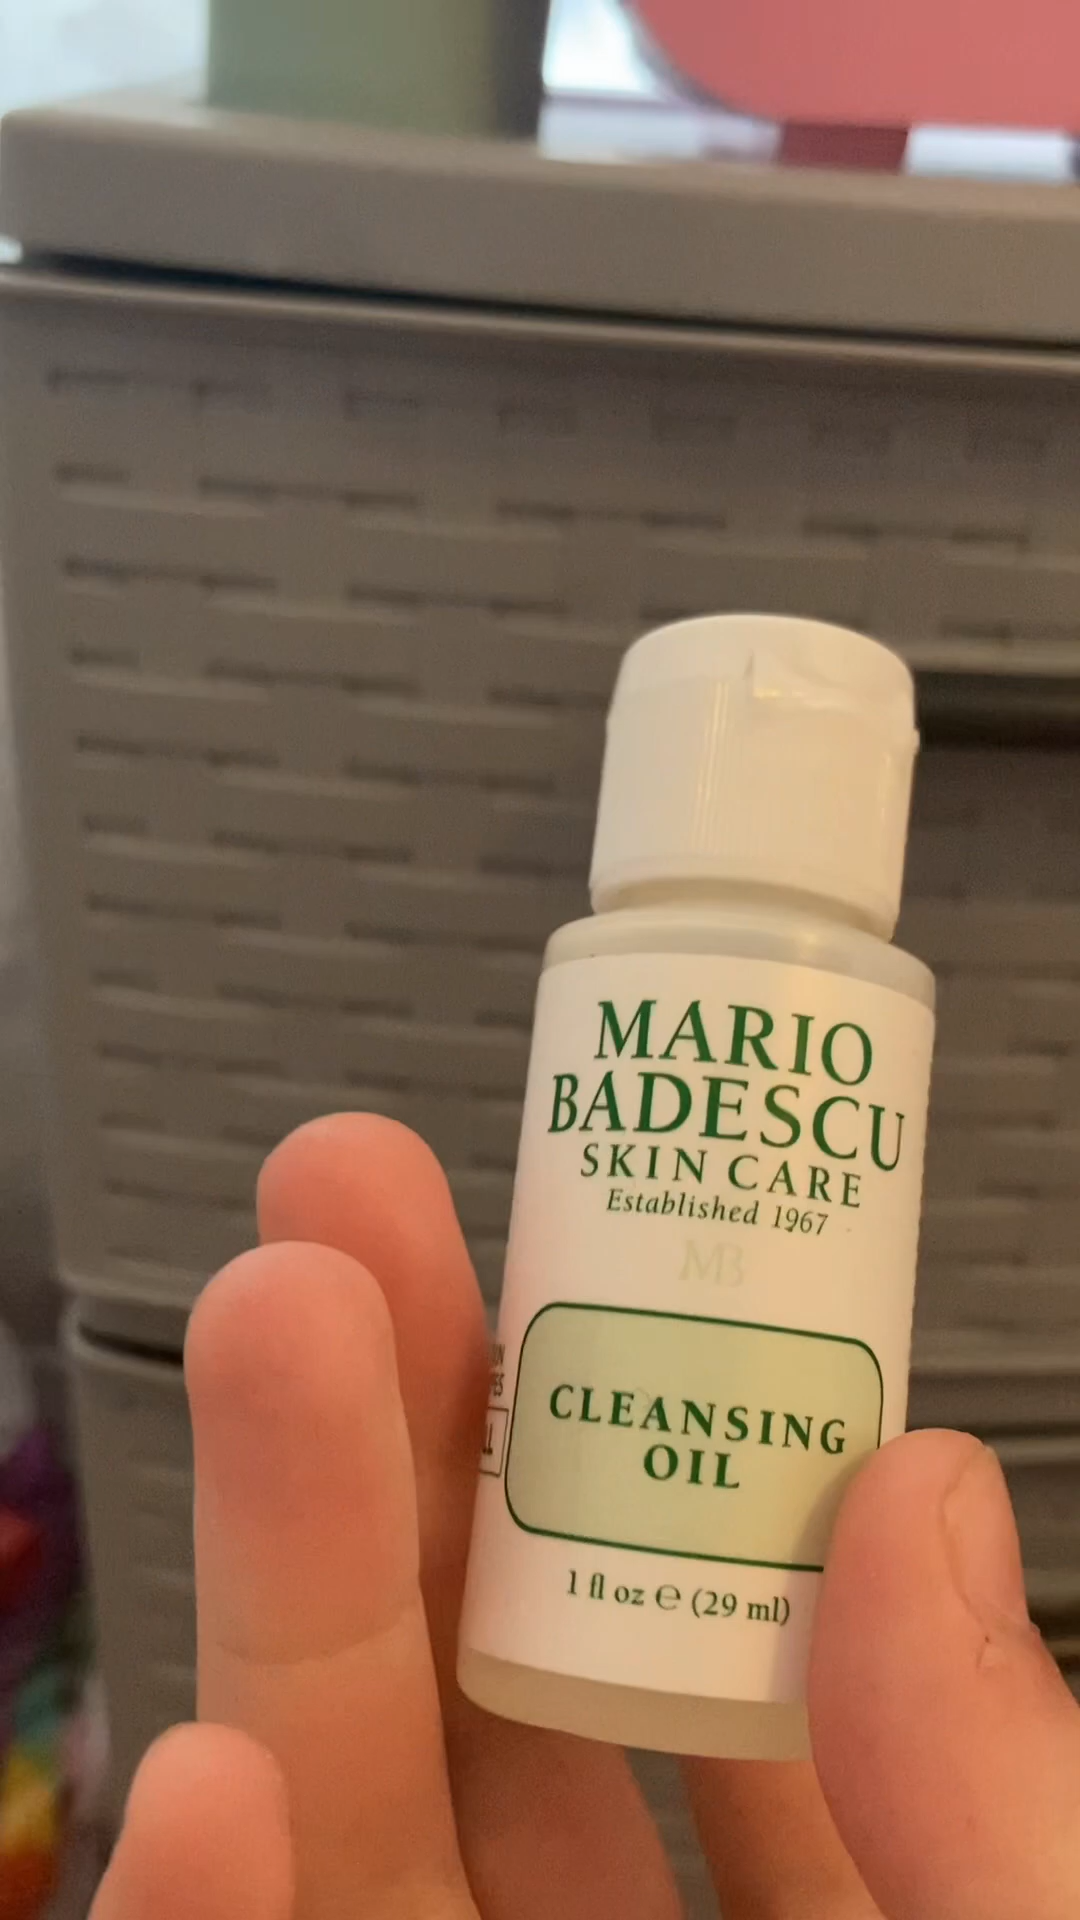 MARIO
BADESCU
SKIN CARE
Established 1967
MB
CLEANSING
OIL
1 fl oz ℮ (29 ml)